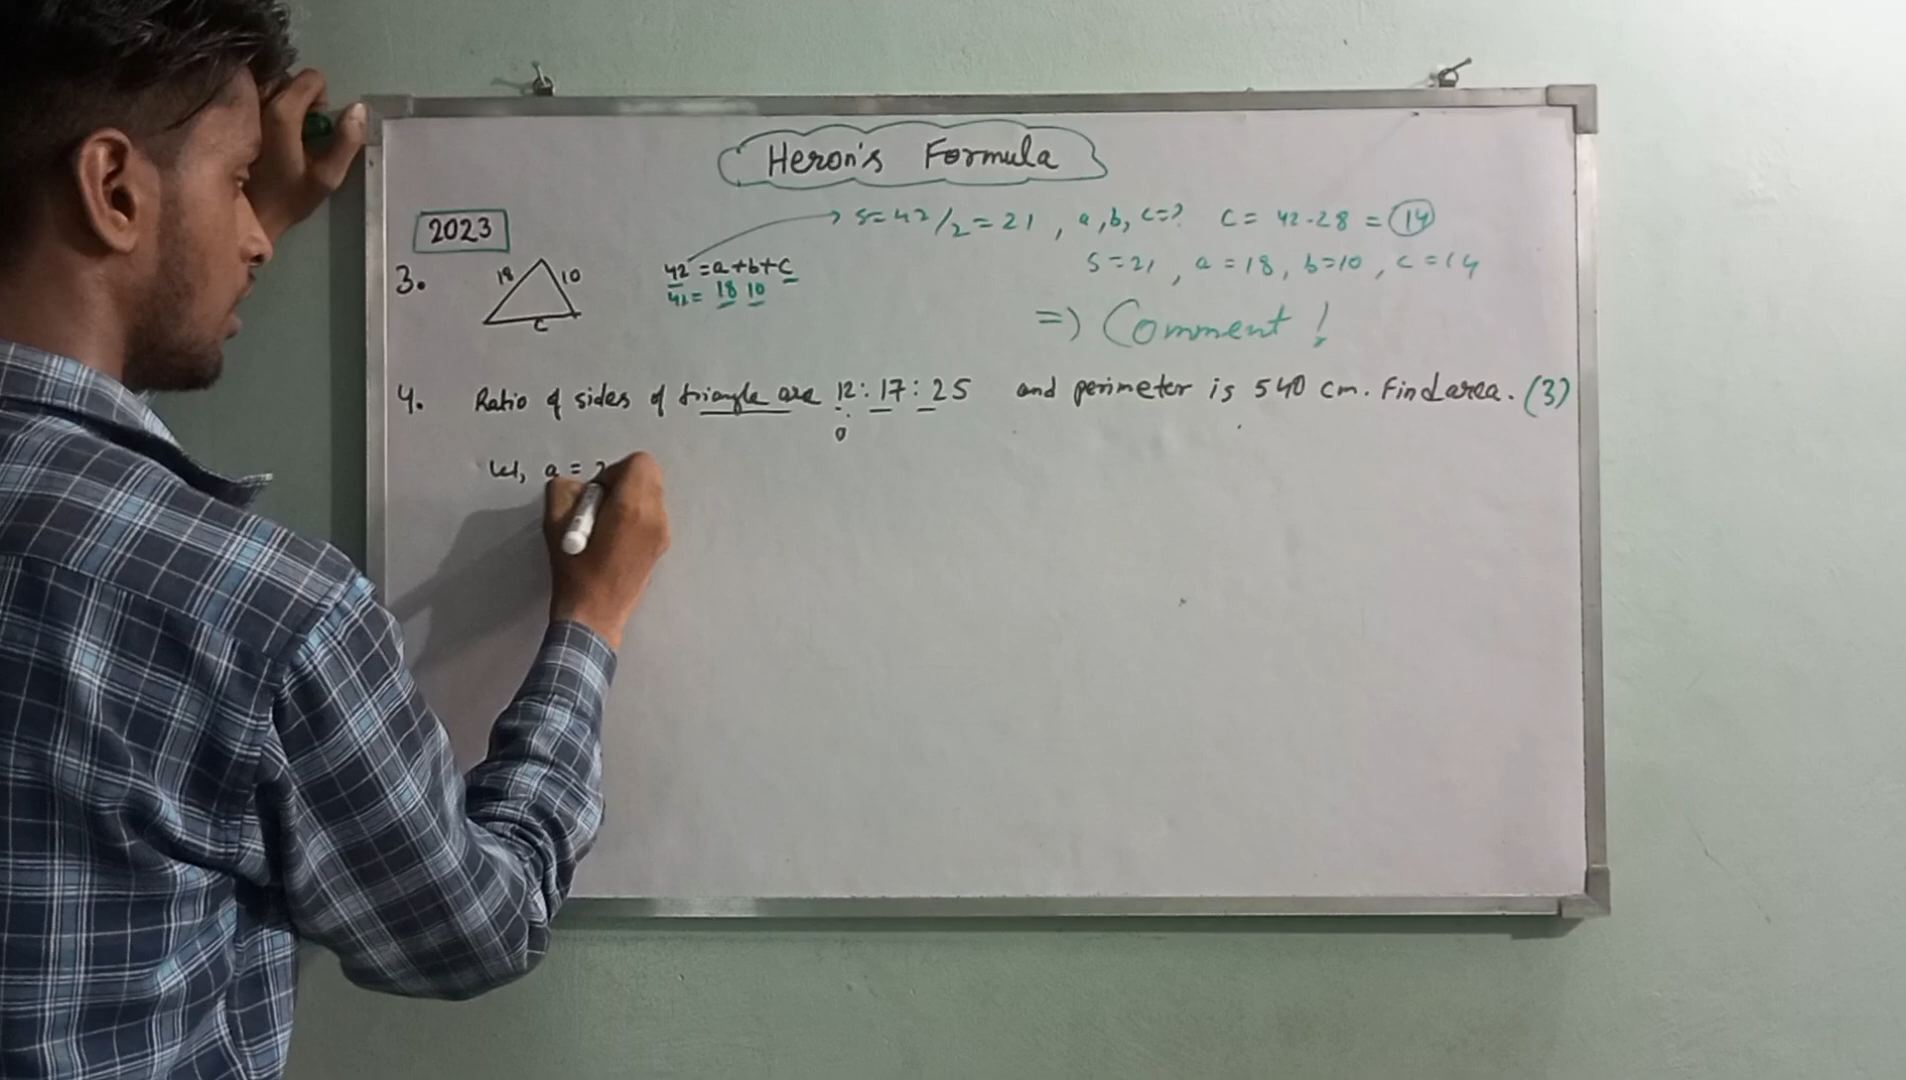 Heron's Formula
2023
s=42/2=21, a,b, c=? c = 42-28 = 14
3. 18 10 c
42 = a+b+c
42 = 18 10
s=21, a=18, b=10, c=14
=) Comment!
4. Ratio of sides of triangle are 12:17:25 and perimeter is 540 cm. Find area. (3)
Let, a =